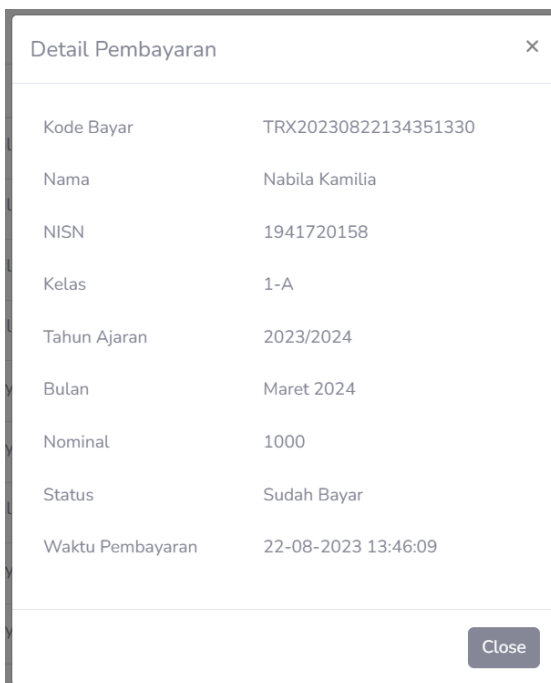 Detail Pembayaran ×
Kode Bayar TRX20230822134351330
Nama Nabila Kamilia
NISN 1941720158
Kelas 1-A
Tahun Ajaran 2023/2024
Bulan Maret 2024
Nominal 1000
Status Sudah Bayar
Waktu Pembayaran 22-08-2023 13:46:09
Close